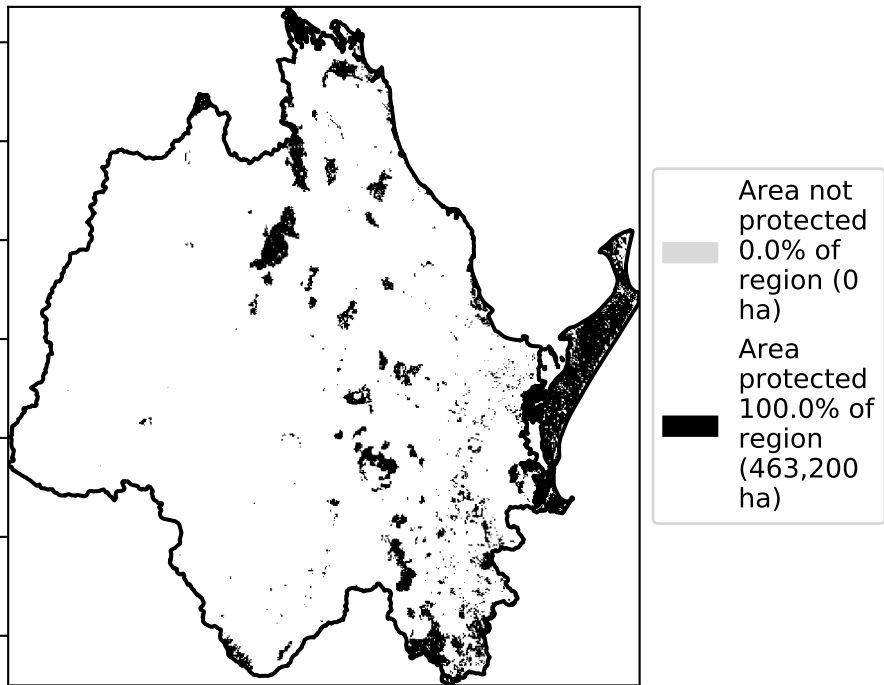 Area not
protected
0.0% of
region (0
ha)
Area
protected
100.0% of
region
(463,200
ha)